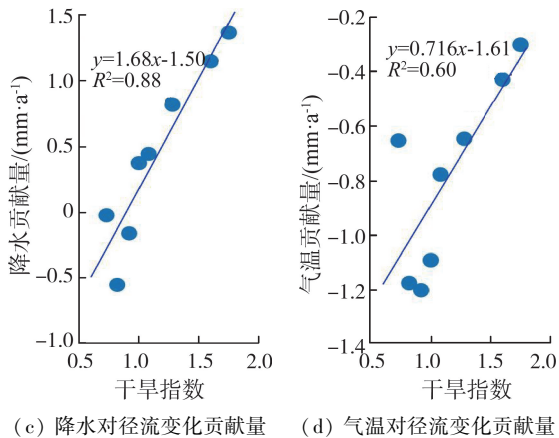 1.5
1.0
0.5
0
−0.5
−1.0
降水贡献量/(mm·a⁻¹)
y=1.68x-1.50
R²=0.88
0.5 1.0 1.5 2.0
干旱指数
(c) 降水对径流变化贡献量
−0.2
−0.4
−0.6
−0.8
−1.0
−1.2
−1.4
气温贡献量/(mm·a⁻¹)
y=0.716x-1.61
R²=0.60
0.5 1.0 1.5 2.0
干旱指数
(d) 气温对径流变化贡献量